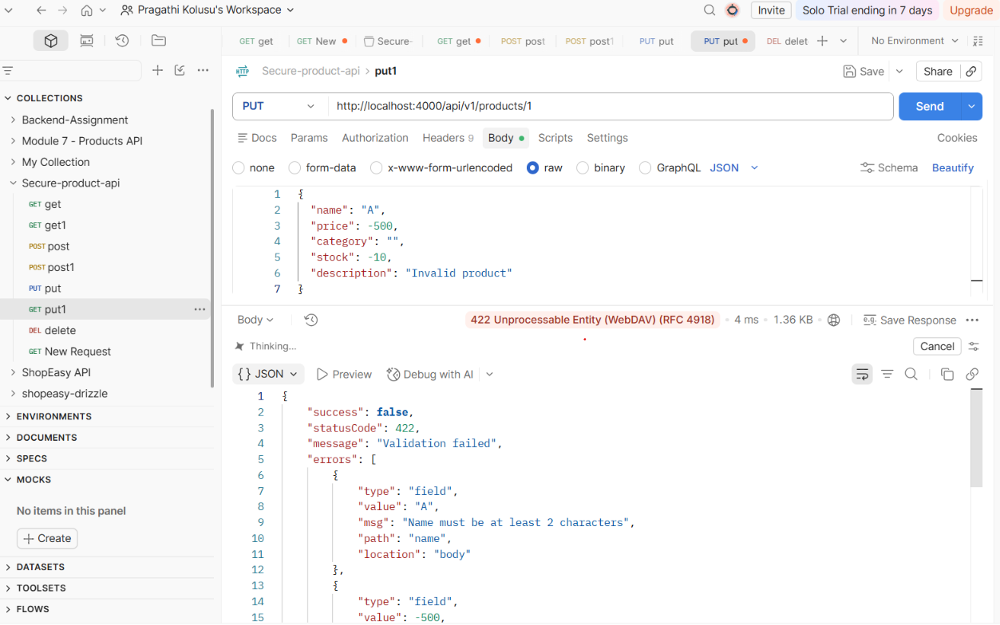 Pragathi Kolusu's Workspace
Invite
Solo Trial ending in 7 days
Upgrade
GET get
GET New
Secure-
GET get
POST post
POST post1
PUT put
PUT put
DEL delet
No Environment
COLLECTIONS
Backend-Assignment
Module 7 - Products API
My Collection
Secure-product-api
GET get
GET get1
POST post
POST post1
PUT put
GET put1
DEL delete
GET New Request
ShopEasy API
shopeasy-drizzle
ENVIRONMENTS
DOCUMENTS
SPECS
MOCKS
No items in this panel
+ Create
DATASETS
TOOLSETS
FLOWS
HTTP Secure-product-api > put1
Save
Share
PUT
http://localhost:4000/api/v1/products/1
Send
Docs Params Authorization Headers 9 Body Scripts Settings
Cookies
none form-data x-www-form-urlencoded raw binary GraphQL JSON
Schema Beautify
1 {
2 "name": "A",
3 "price": -500,
4 "category": "",
5 "stock": -10,
6 "description": "Invalid product"
7 }
Body
422 Unprocessable Entity (WebDAV) (RFC 4918) • 4 ms • 1.36 KB
e.g. Save Response
Thinking...
Cancel
{} JSON Preview Debug with AI
1 {
2 "success": false,
3 "statusCode": 422,
4 "message": "Validation failed",
5 "errors": [
6 {
7 "type": "field",
8 "value": "A",
9 "msg": "Name must be at least 2 characters",
10 "path": "name",
11 "location": "body"
12 },
13 {
14 "type": "field",
15 "value": -500,